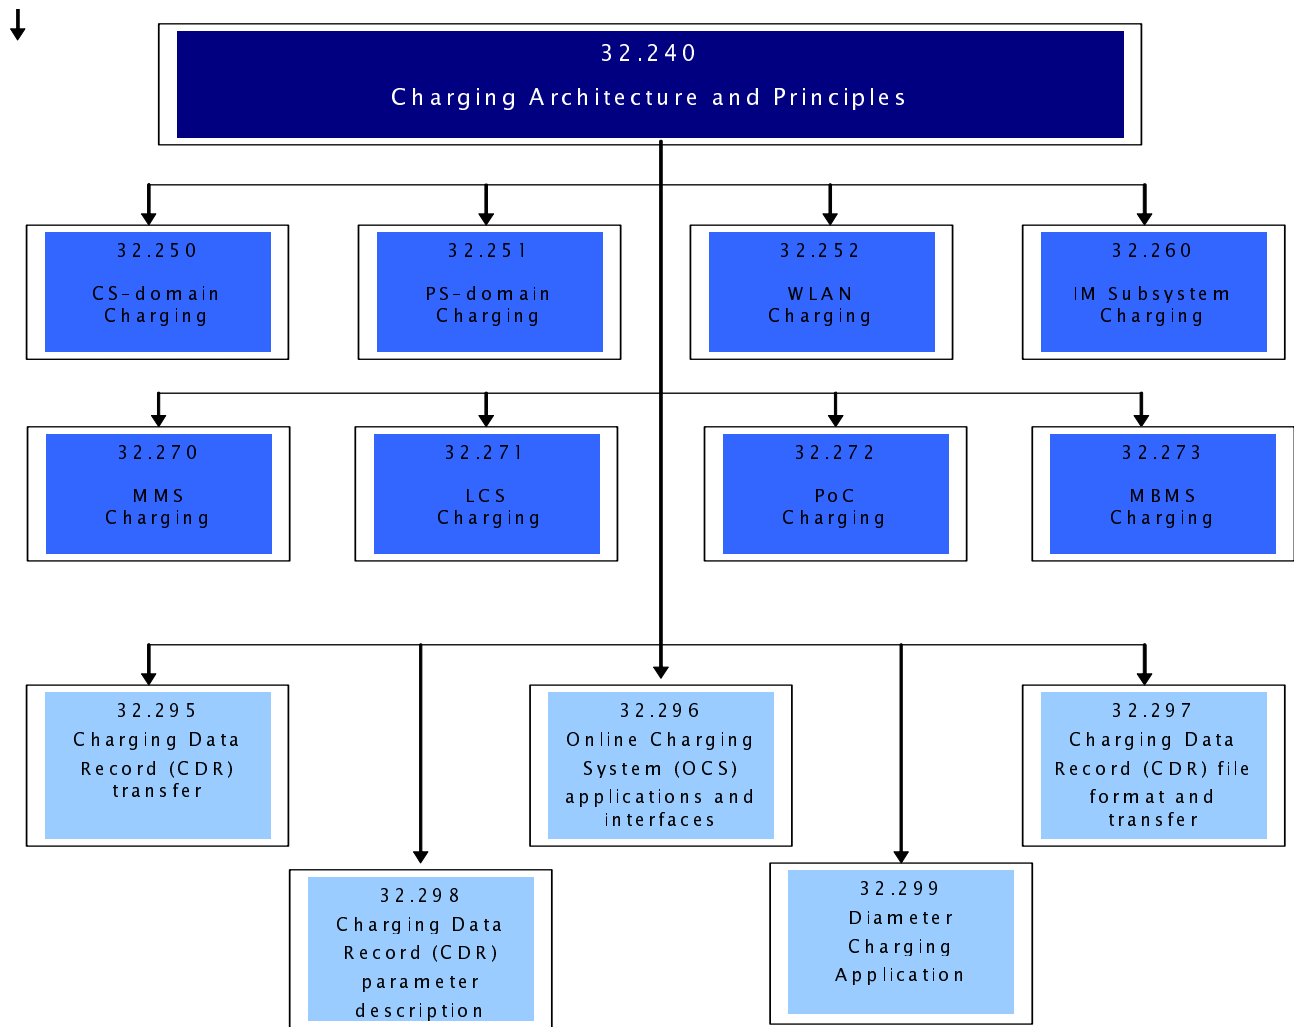 32.240
Charging Architecture and Principles
32.250
CS-domain
Charging
32.251
PS-domain
Charging
32.252
WLAN
Charging
32.260
IM Subsystem
Charging
32.270
MMS
Charging
32.271
LCS
Charging
32.272
PoC
Charging
32.273
MBMS
Charging
32.295
Charging Data
Record (CDR)
transfer
32.296
Online Charging
System (OCS)
applications and
interfaces
32.297
Charging Data
Record (CDR) file
format and
transfer
32.298
Charging Data
Record (CDR)
parameter
description
32.299
Diameter
Charging
Application